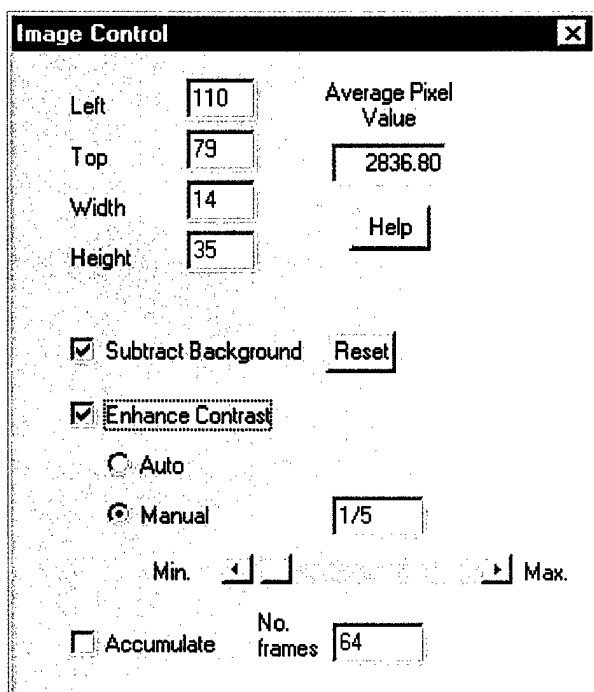 Image Control
Left 110
Average Pixel
Value
Top 79
2836.80
Width 14
Help
Height 35
Subtract Background Reset
Enhance Contrast
Auto
Manual 1/5
Min. Max.
Accumulate No.
frames 64